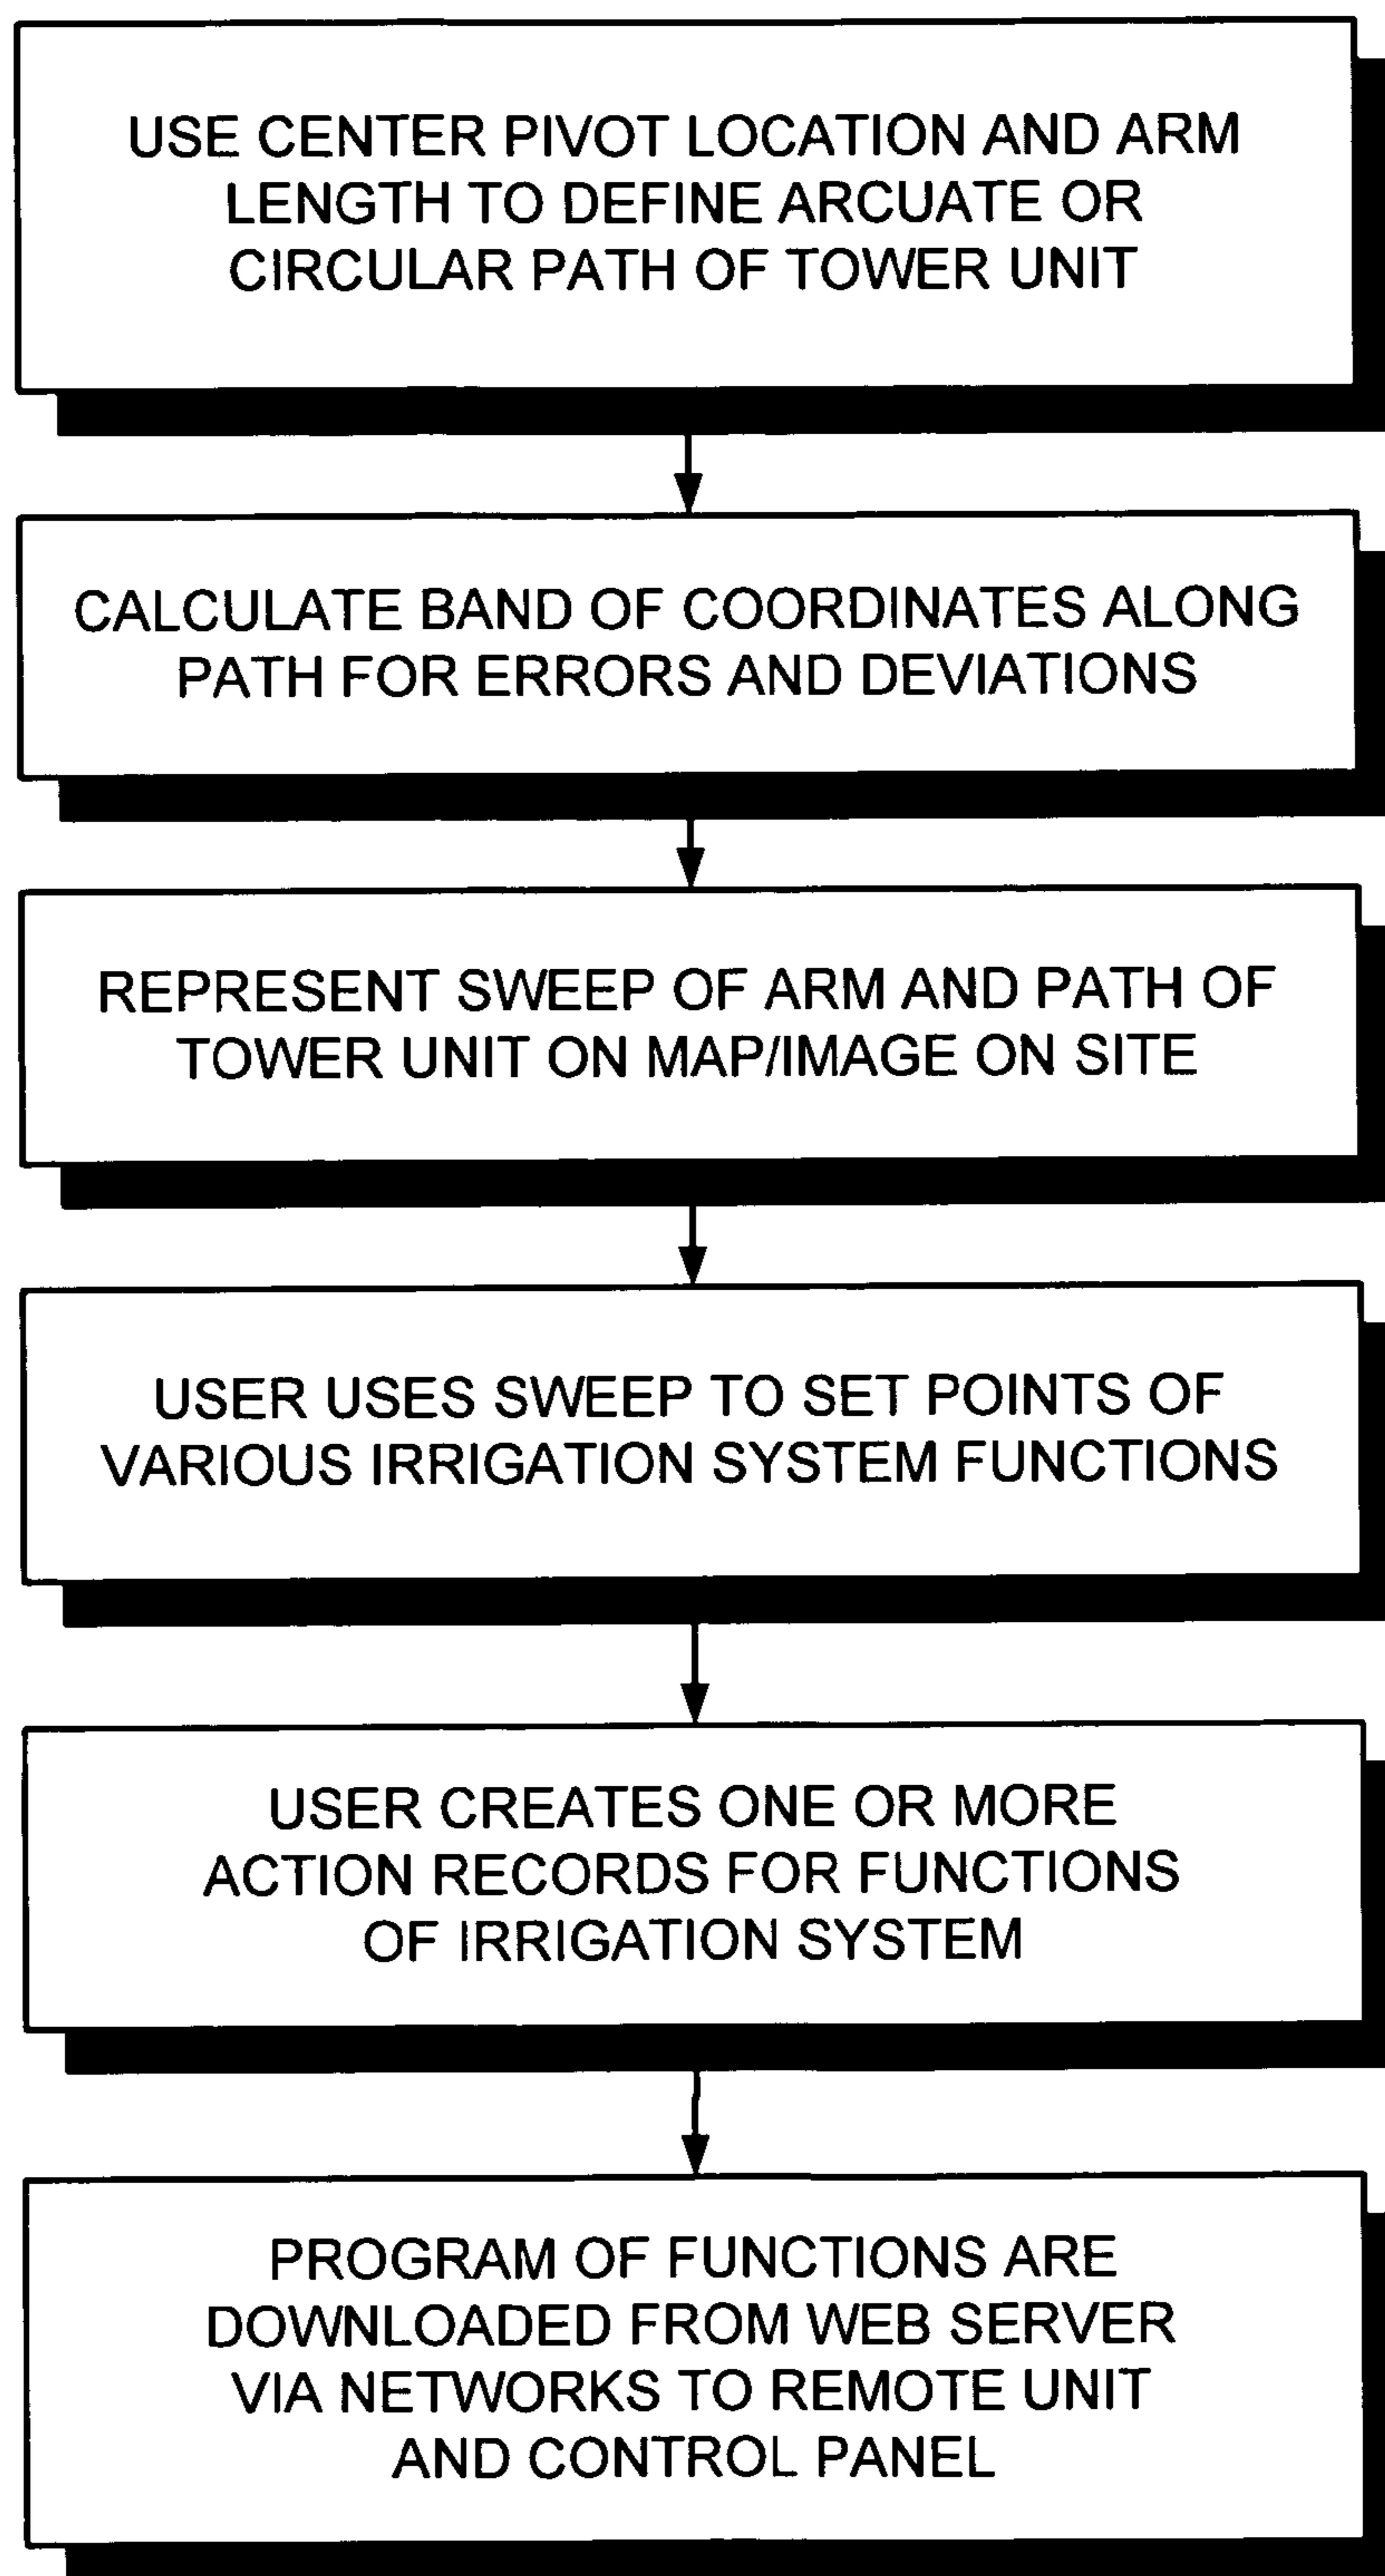 USE CENTER PIVOT LOCATION AND ARM
LENGTH TO DEFINE ARCUATE OR
CIRCULAR PATH OF TOWER UNIT
CALCULATE BAND OF COORDINATES ALONG
PATH FOR ERRORS AND DEVIATIONS
REPRESENT SWEEP OF ARM AND PATH OF
TOWER UNIT ON MAP/IMAGE ON SITE
USER USES SWEEP TO SET POINTS OF
VARIOUS IRRIGATION SYSTEM FUNCTIONS
USER CREATES ONE OR MORE
ACTION RECORDS FOR FUNCTIONS
OF IRRIGATION SYSTEM
PROGRAM OF FUNCTIONS ARE
DOWNLOADED FROM WEB SERVER
VIA NETWORKS TO REMOTE UNIT
AND CONTROL PANEL